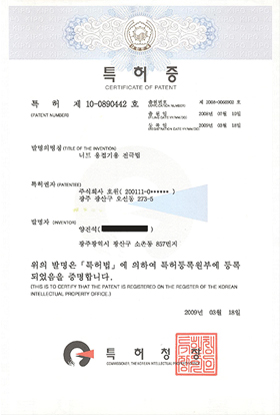 특허증
CERTIFICATE OF PATENT
특 허 제 10-0890442 호
(PATENT NUMBER)
출원번호 제 2008-0068902 호
(APPLICATION NUMBER)
출 원 일 2008년 07월 15일
(FILING DATE:YY/MM/DD)
등 록 일 2009년 03월 18일
(REGISTRATION DATE:YY/MM/DD)
발명의명칭 (TITLE OF THE INVENTION)
너트 용접기용 전극팁
특허권자 (PATENTEE)
주식회사 호원 (200111-0******)
광주 광산구 오선동 273-5
발명자 (INVENTOR)
양진석(
광주광역시 광산구 소촌동 857번지
위의 발명은「특허법」에 의하여 특허등록원부에 등록
되었음을 증명합니다.
(THIS IS TO CERTIFY THAT THE PATENT IS REGISTERED ON THE REGISTER OF THE KOREAN
INTELLECTUAL PROPERTY OFFICE.)
2009년 03월 18일
특 허 청 장
COMMISSIONER, THE KOREAN INTELLECTUAL PROPERTY OFFICE